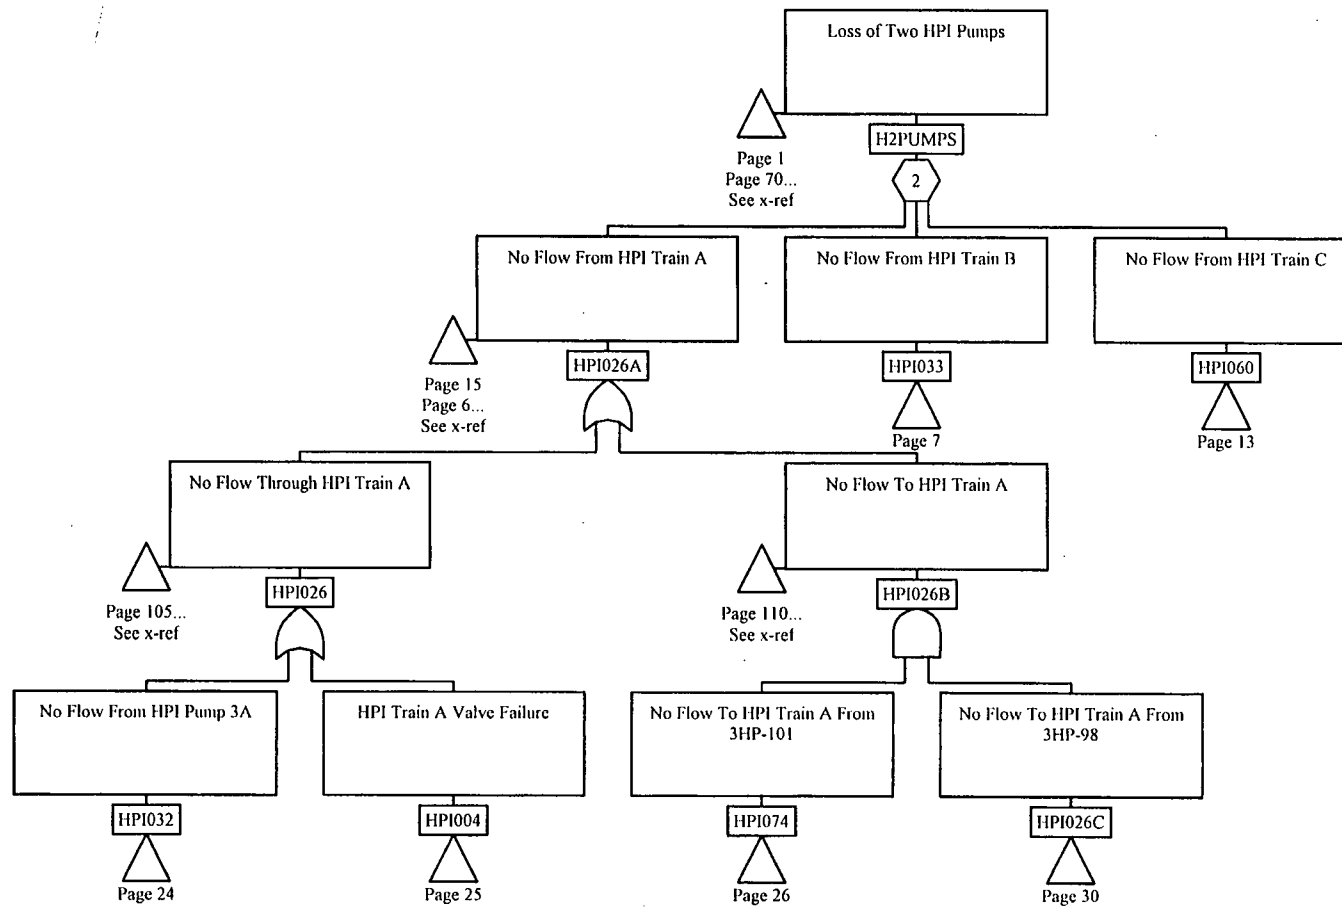 Loss of Two HPI Pumps
H2PUMPS
Page 1
Page 70...
See x-ref
2
No Flow From HPI Train A
No Flow From HPI Train B
No Flow From HPI Train C
HPI026A
HPI033
HPI060
Page 15
Page 6...
See x-ref
Page 7
Page 13
No Flow Through HPI Train A
No Flow To HPI Train A
HPI026
HPI026B
Page 105...
See x-ref
Page 110...
See x-ref
No Flow From HPI Pump 3A
HPI Train A Valve Failure
No Flow To HPI Train A From
3HP-101
No Flow To HPI Train A From
3HP-98
HPI032
HPI004
HPI074
HPI026C
Page 24
Page 25
Page 26
Page 30